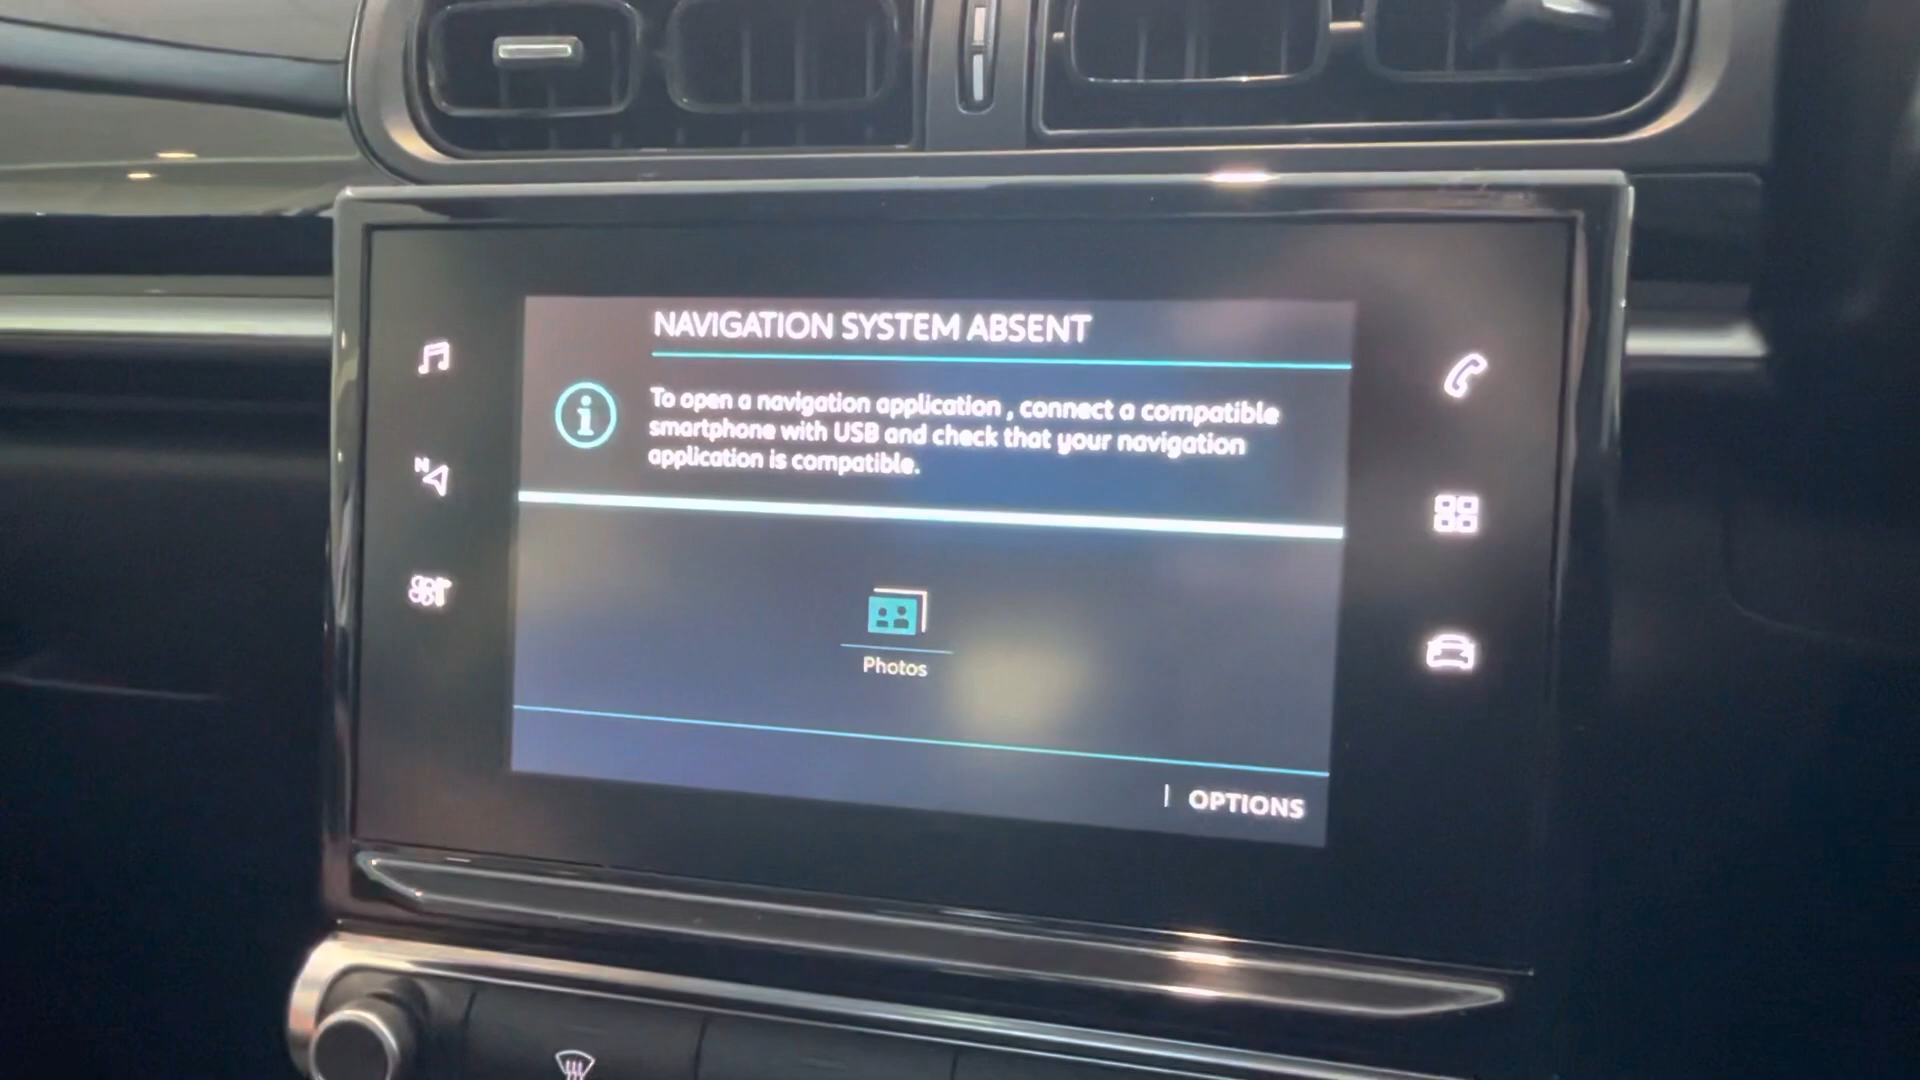 NAVIGATION SYSTEM ABSENT
To open a navigation application , connect a compatible
smartphone with USB and check that your navigation
application is compatible.
N
Photos
OPTIONS